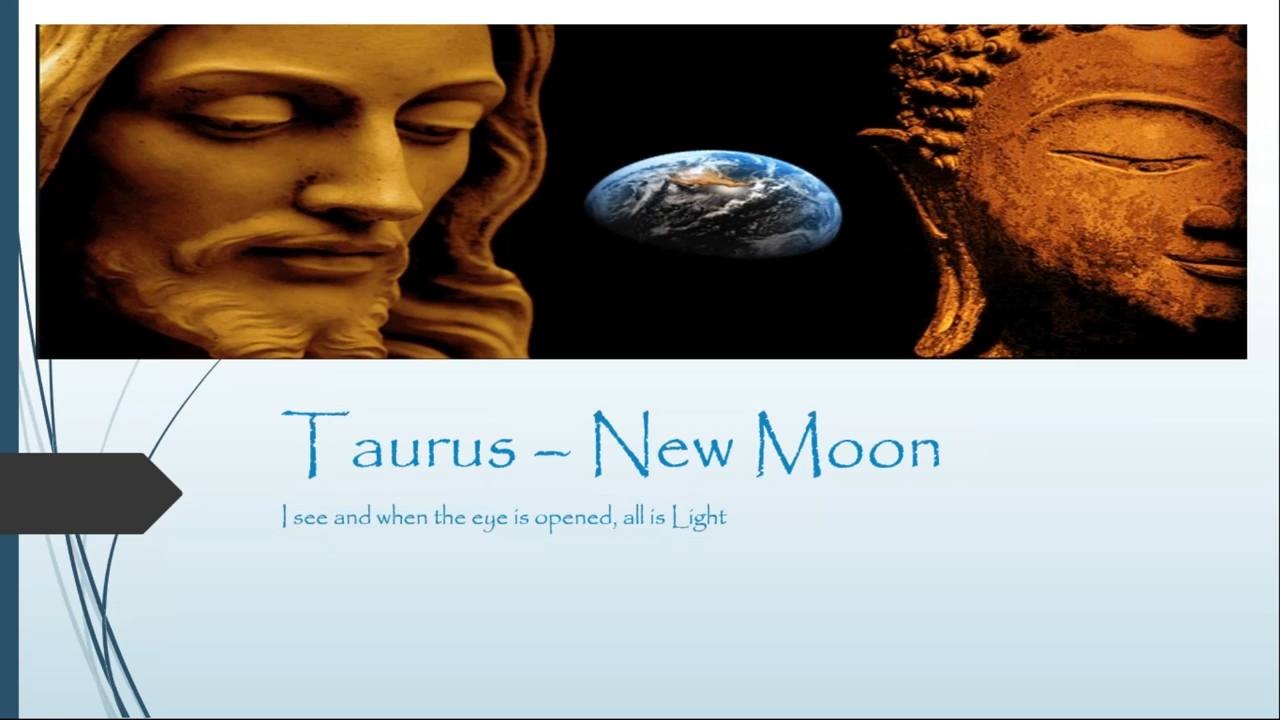 Taurus – New Moon
I see and when the eye is opened, all is Light